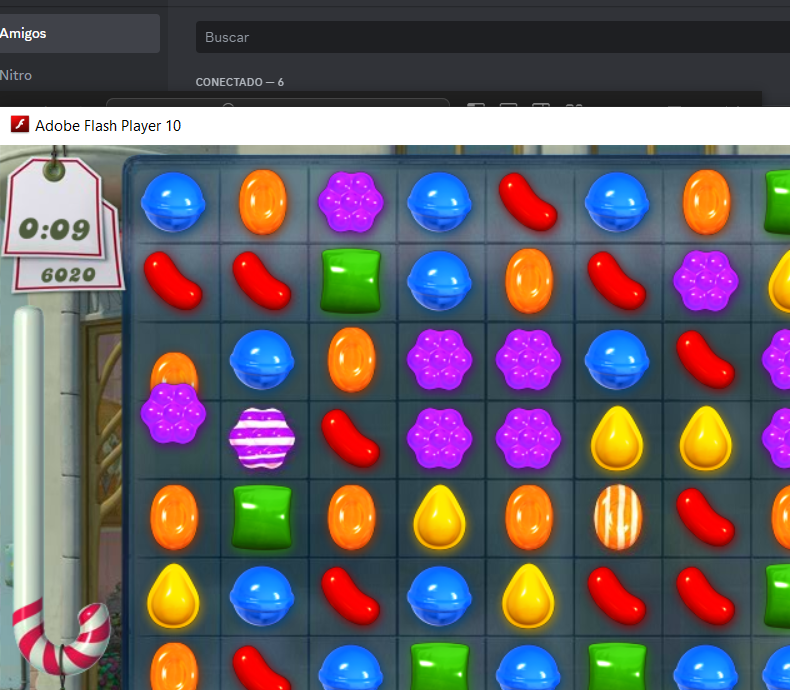 Amigos
Buscar
Nitro
CONECTADO — 6
Adobe Flash Player 10
0:09
6020